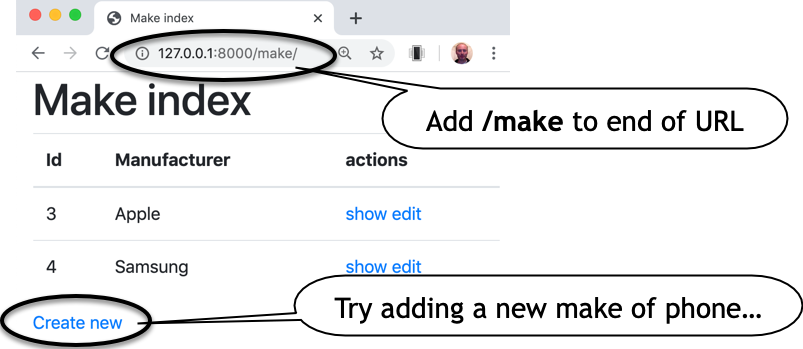 Make index
127.0.0.1:8000/make/
Make index
Add /make to end of URL
Id Manufacturer actions
3 Apple show edit
4 Samsung show edit
Try adding a new make of phone…
Create new